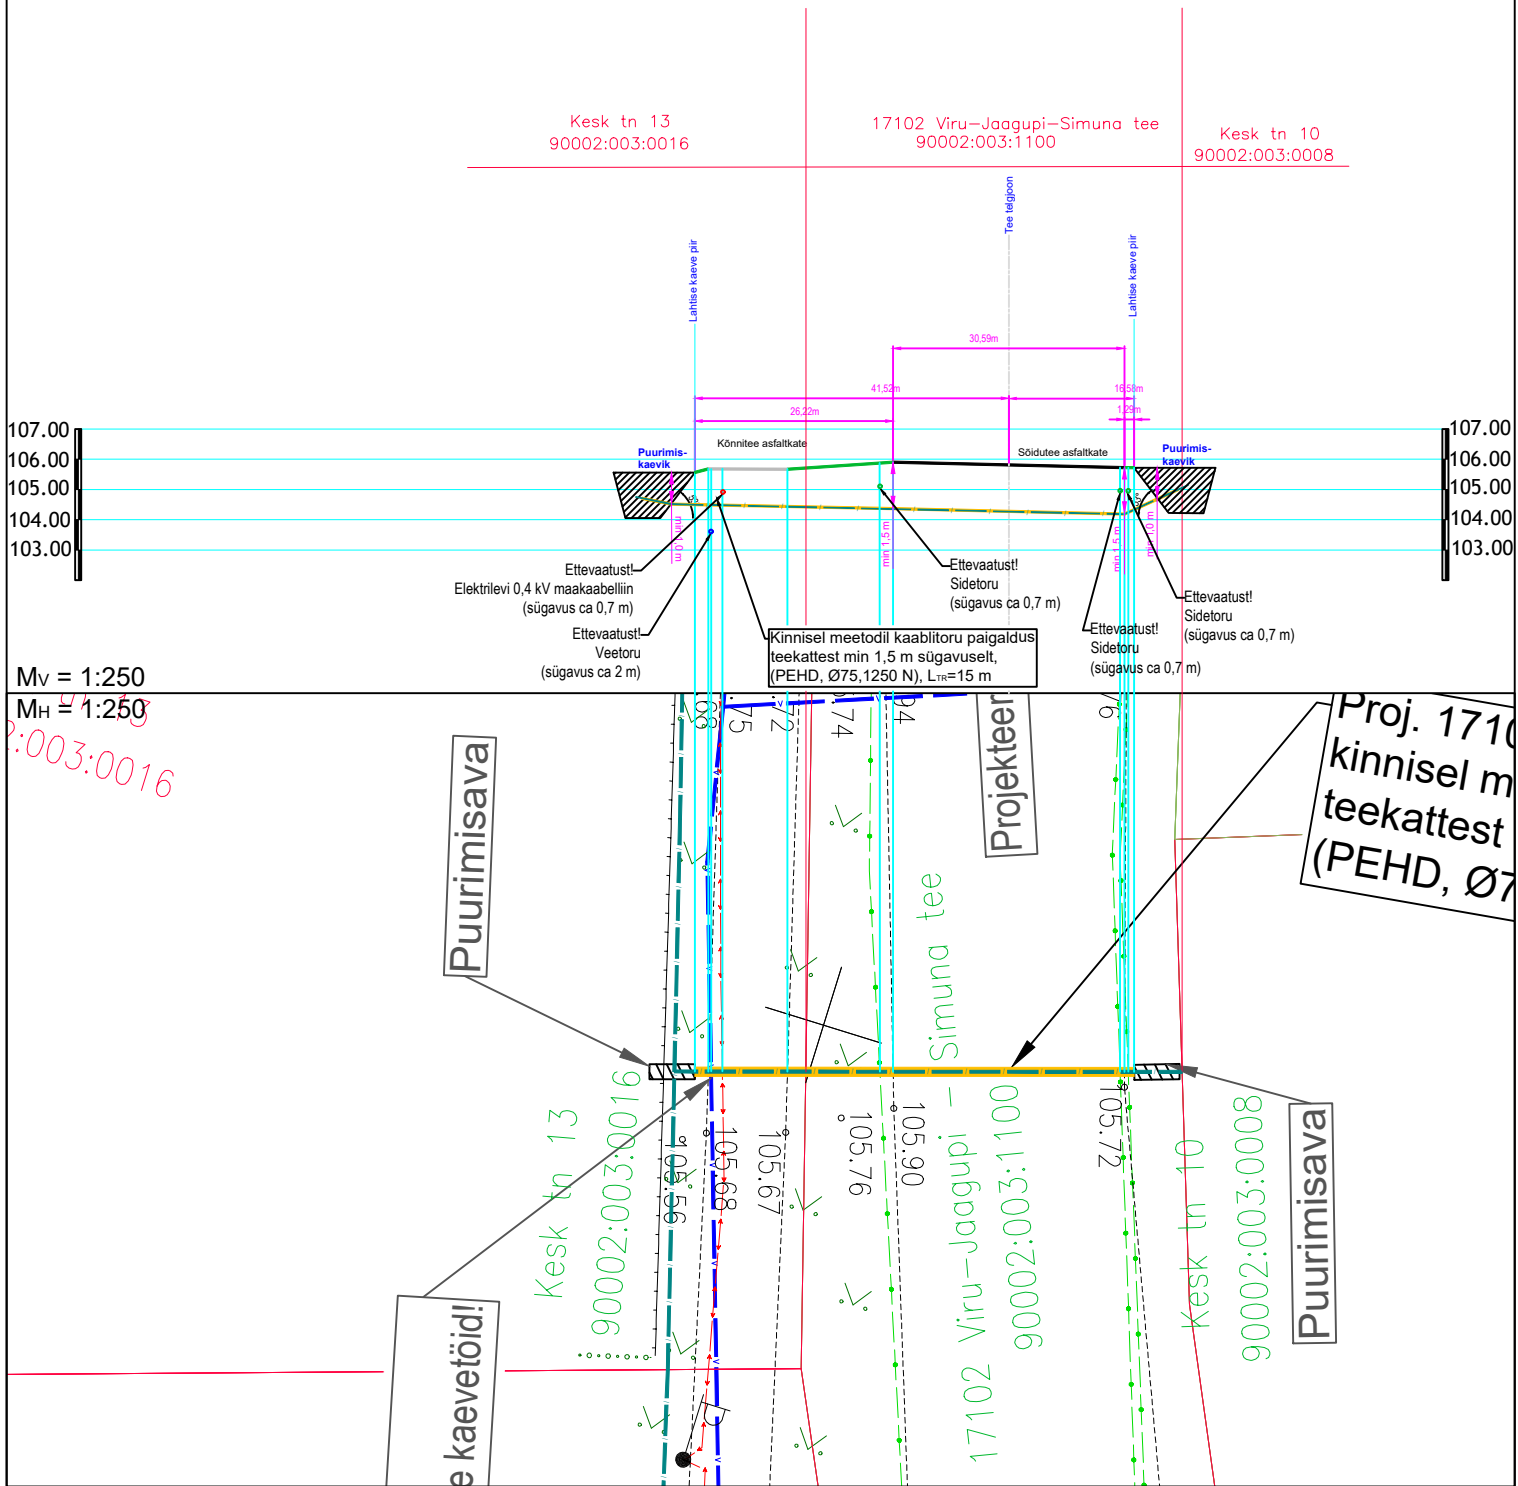 Kesk tn 13
90002:003:0016
17102 Viru-Jaagupi-Simuna tee
90002:003:1100
Kesk tn 10
90002:003:0008
Tee telgjoon
Lahtise kaeve piir
Lahtise kaeve piir
30,59m
41,52m
16,58m
26,22m
1,29m
107.00
106.00
105.00
104.00
103.00
107.00
106.00
105.00
104.00
103.00
Puurimis-
kaevik
Könnitee asfaltkate
Söidutee asfaltkate
Puurimis-
kaevik
min 1,0 m
min 1,5 m
min 1,5 m
min 1,0 m
Ettevaatust!
Elektrilevi 0,4 kV maakaabelliin
(sügavus ca 0,7 m)
Ettevaatust!
Veetoru
(sügavus ca 2 m)
Ettevaatust!
Sidetoru
(sügavus ca 0,7 m)
Ettevaatust!
Sidetoru
(sügavus ca 0,7 m)
Ettevaatust!
Sidetoru
(sügavus ca 0,7 m)
Kinnisel meetodil kaablitoru paigaldus
teekattest min 1,5 m sügavuselt,
(PEHD, Ø75,1250 N), LTR=15 m
MV = 1:250
MH = 1:250
2:003:0016
Puurimisava
Projekteer
Proj. 1710
kinnisel m
teekattest
(PEHD, Ø7
Kesk tn 13
90002:003:0016
105.56
105.68
105.67
105.76
105.90
105.72
17102 Viru-Jaagupi - Simuna tee
90002:003:1100
Kesk tn 10
90002:003:0008
Puurimisava
e kaevetöid!